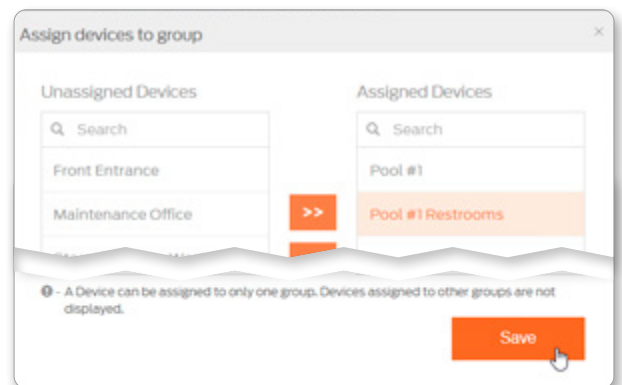 Assign devices to group ×
Unassigned Devices
Assigned Devices
Search
Search
Front Entrance
Pool #1
Maintenance Office
>>
Pool #1 Restrooms
- A Device can be assigned to only one group. Devices assigned to other groups are not
displayed.
Save